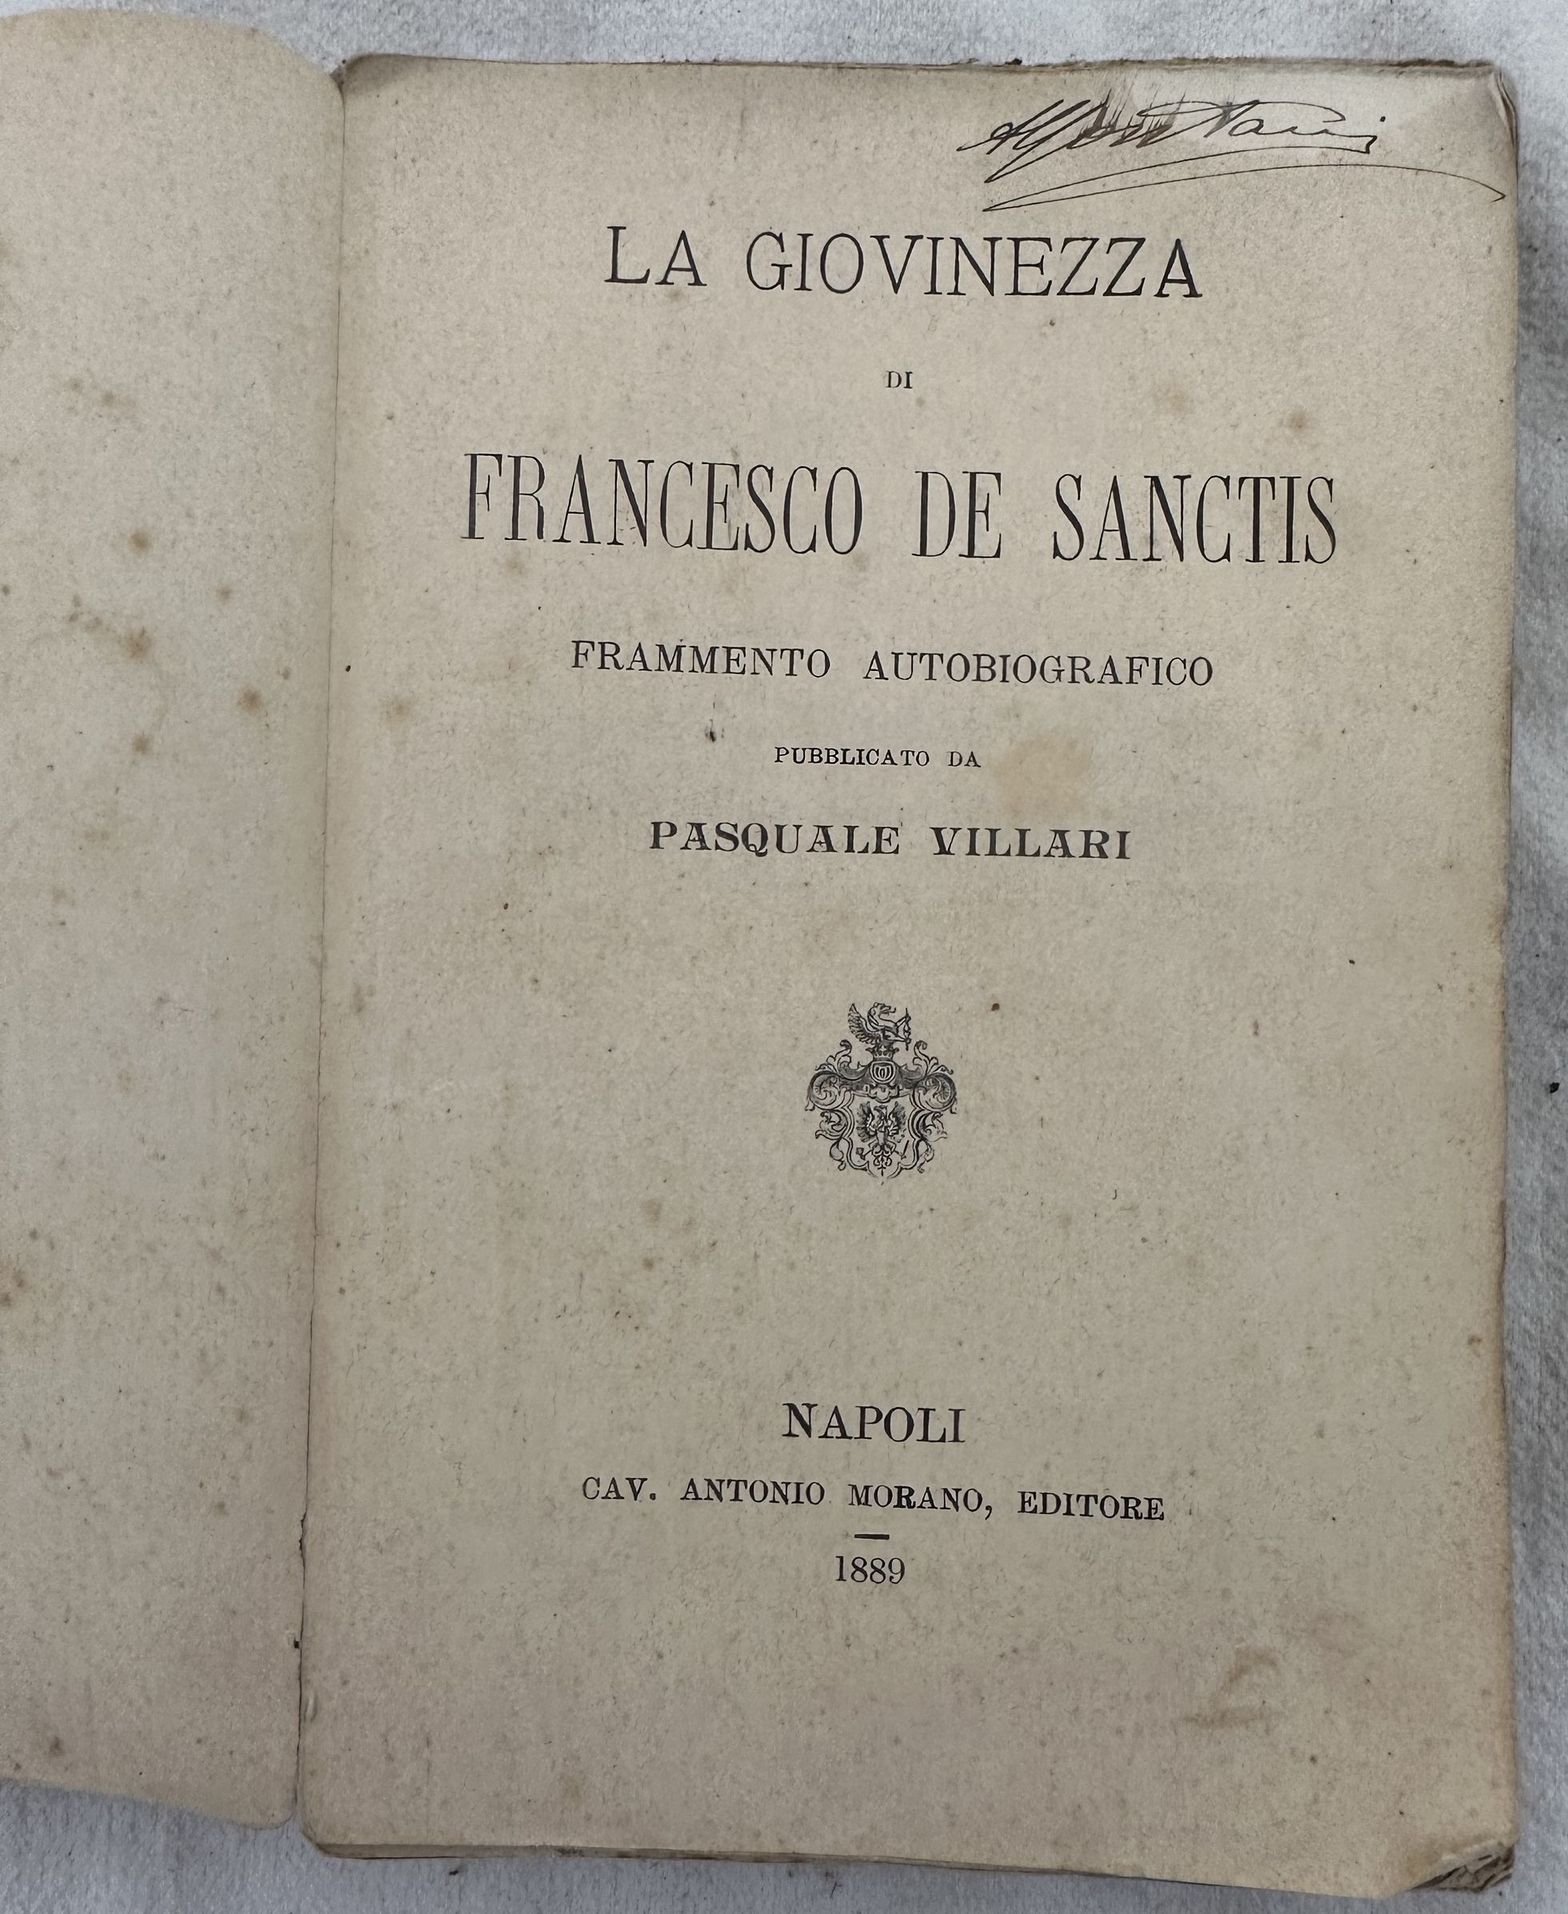 LA GIOVINEZZA
DI
FRANCESCO DE SANCTIS
FRAMMENTO AUTOBIOGRAFICO
PUBBLICATO DA
PASQUALE VILLARI
NAPOLI
CAV. ANTONIO MORANO, EDITORE
1889